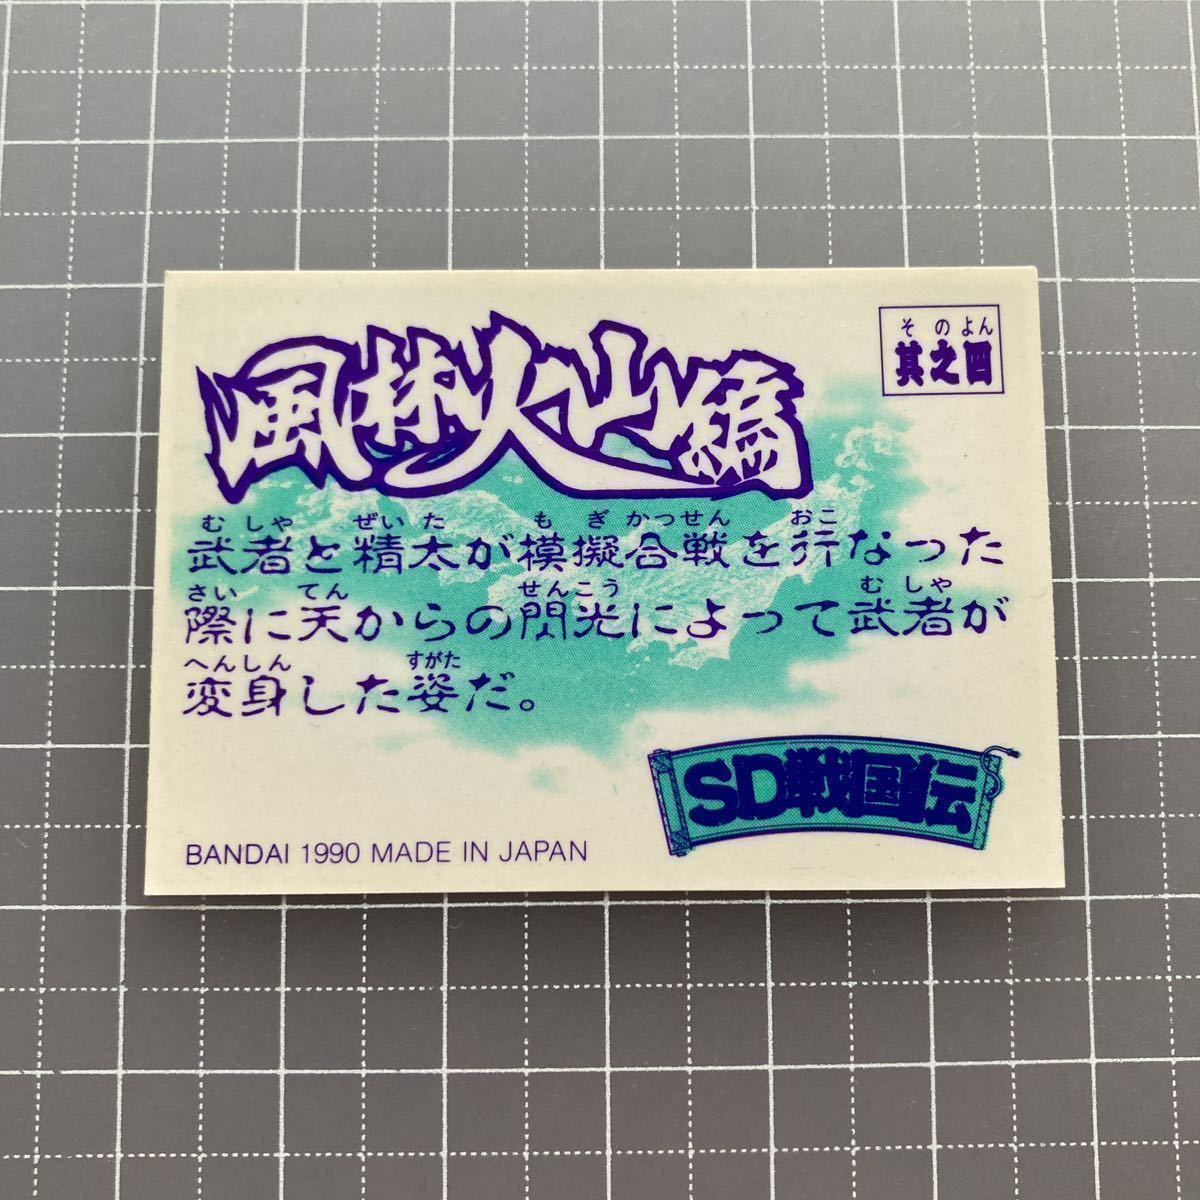 風林火山編
そのよん
其之四
むしゃ ぜいた もぎかっせん おこ
武者と精太が模擬合戦を行なった
さい てん せんこう むしゃ
際に天からの閃光によって武者が
へんしん すがた
変身した姿だ。
SD戦国伝
BANDAI 1990 MADE IN JAPAN